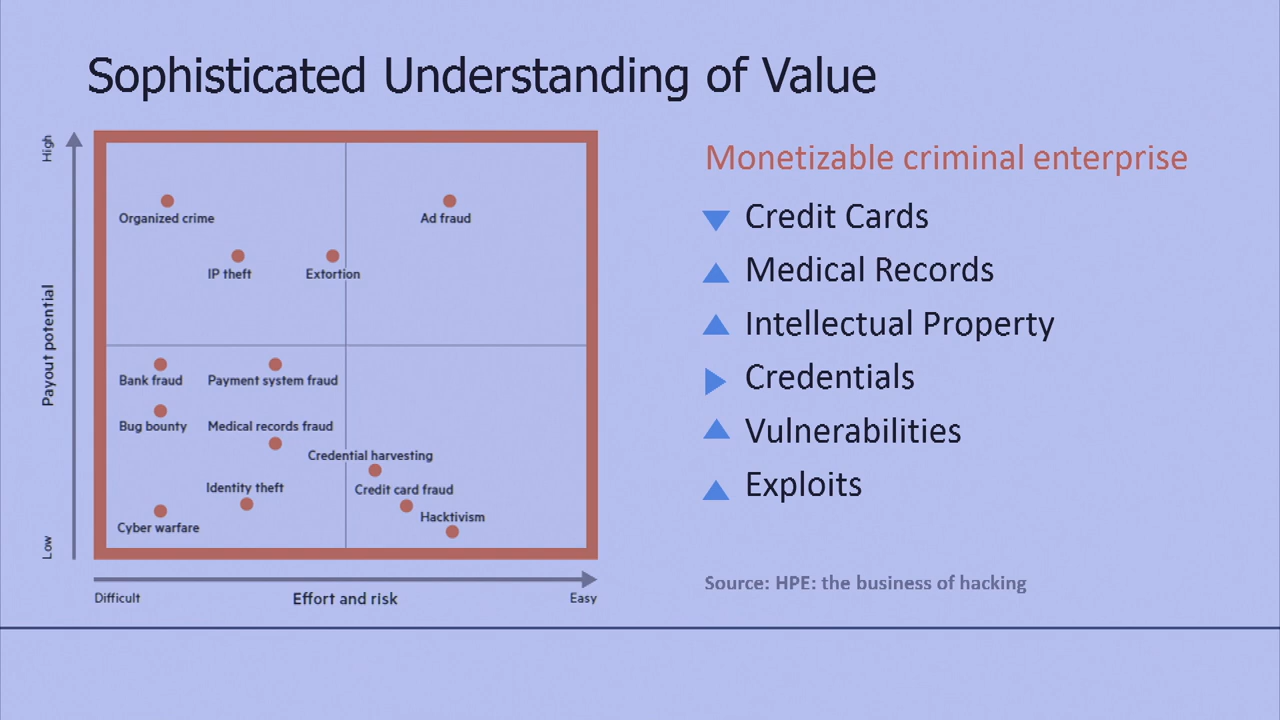 Sophisticated Understanding of Value
High
Payout potential
Low
Organized crime
Ad fraud
IP theft
Extortion
Bank fraud
Payment system fraud
Bug bounty
Medical records fraud
Credential harvesting
Identity theft
Credit card fraud
Cyber warfare
Hacktivism
Difficult
Effort and risk
Easy
Monetizable criminal enterprise
Credit Cards
Medical Records
Intellectual Property
Credentials
Vulnerabilities
Exploits
Source: HPE: the business of hacking